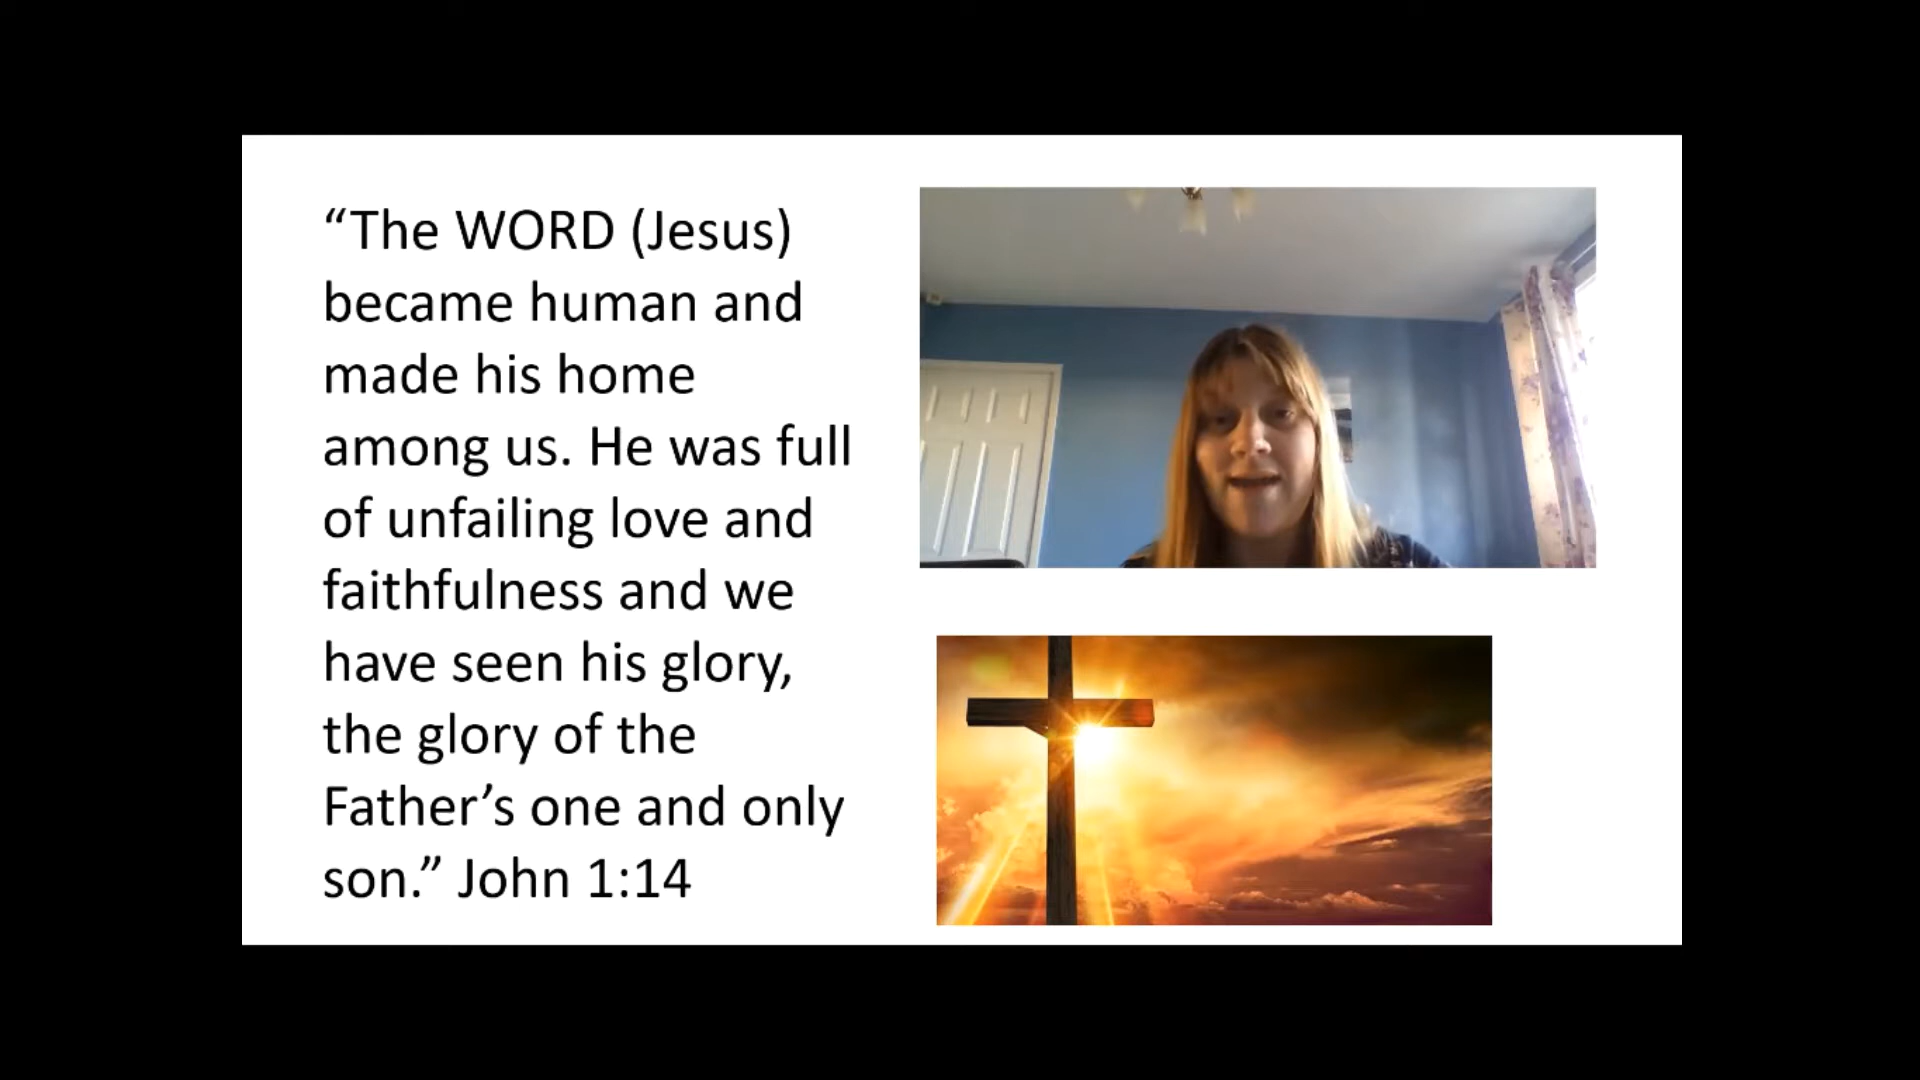 “The WORD (Jesus)
became human and
made his home
among us. He was full
of unfailing love and
faithfulness and we
have seen his glory,
the glory of the
Father’s one and only
son.” John 1:14